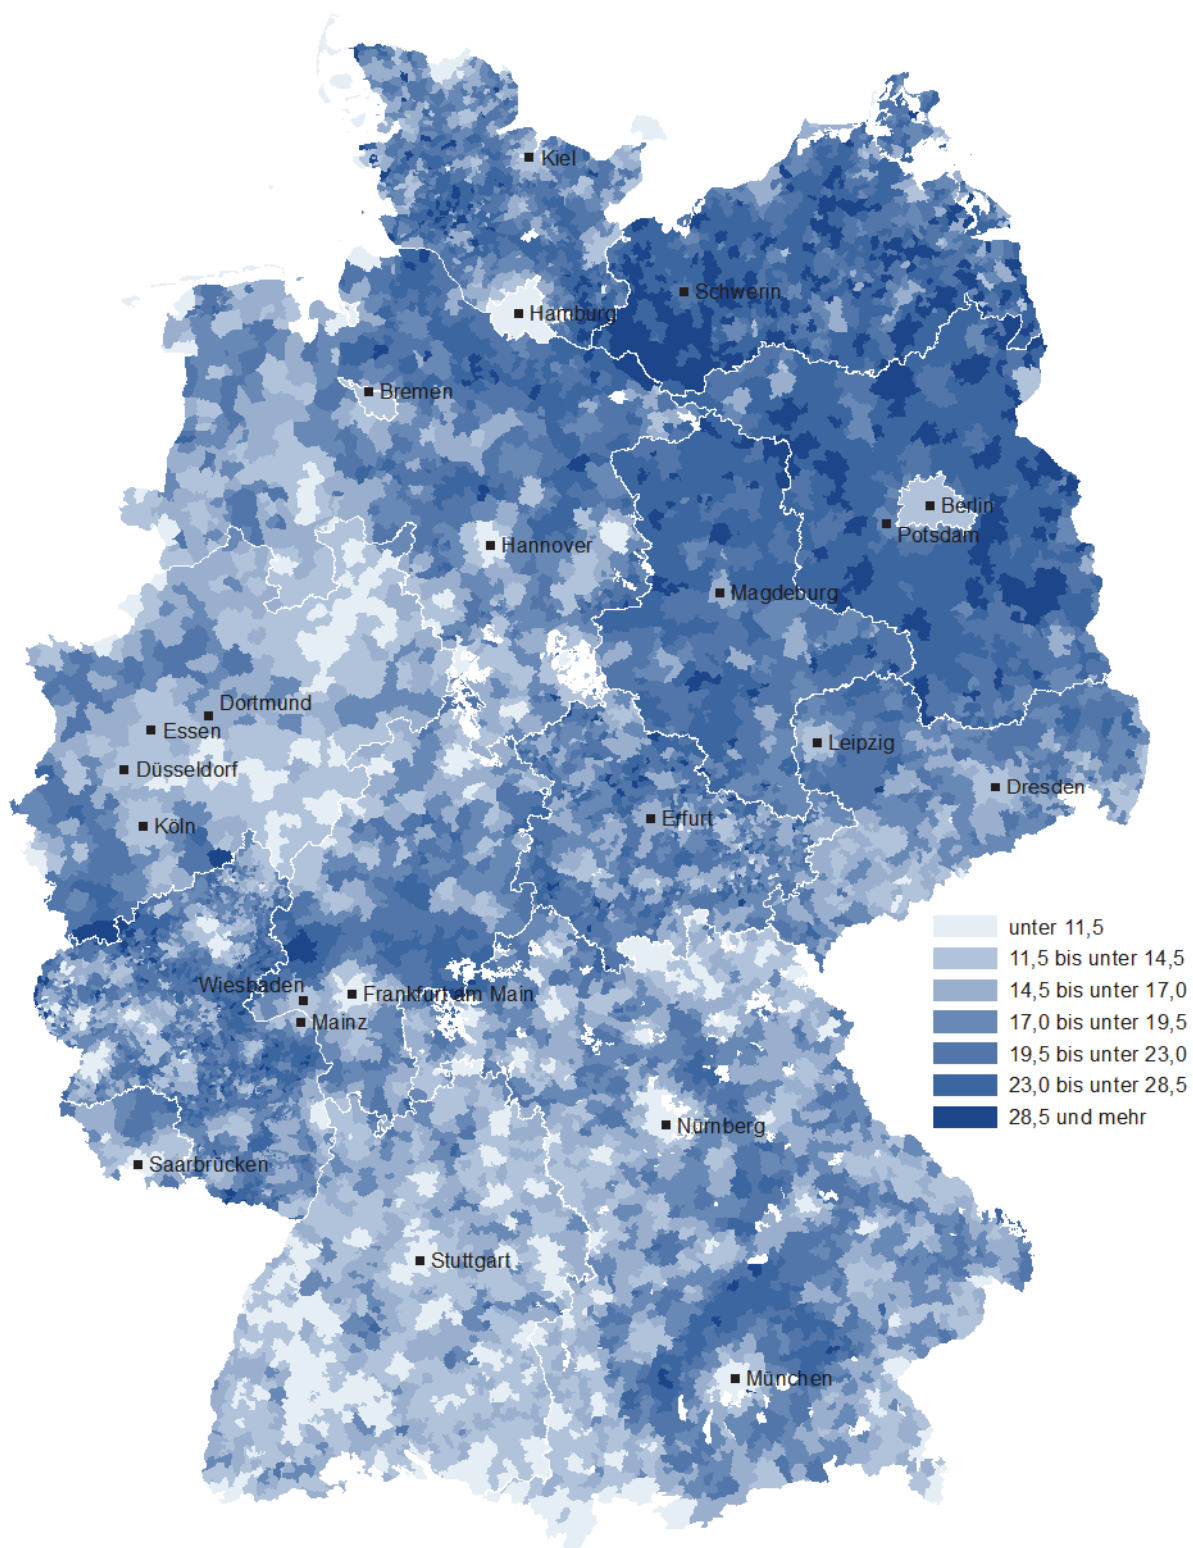 Kiel
Schwerin
Hamburg
Bremen
Berlin
Potsdam
Hannover
Magdeburg
Dortmund
Essen
Düsseldorf
Köln
Leipzig
Dresden
Erfurt
Wiesbaden
Frankfurt am Main
Mainz
Nürnberg
Saarbrücken
Stuttgart
München
unter 11,5
11,5 bis unter 14,5
14,5 bis unter 17,0
17,0 bis unter 19,5
19,5 bis unter 23,0
23,0 bis unter 28,5
28,5 und mehr